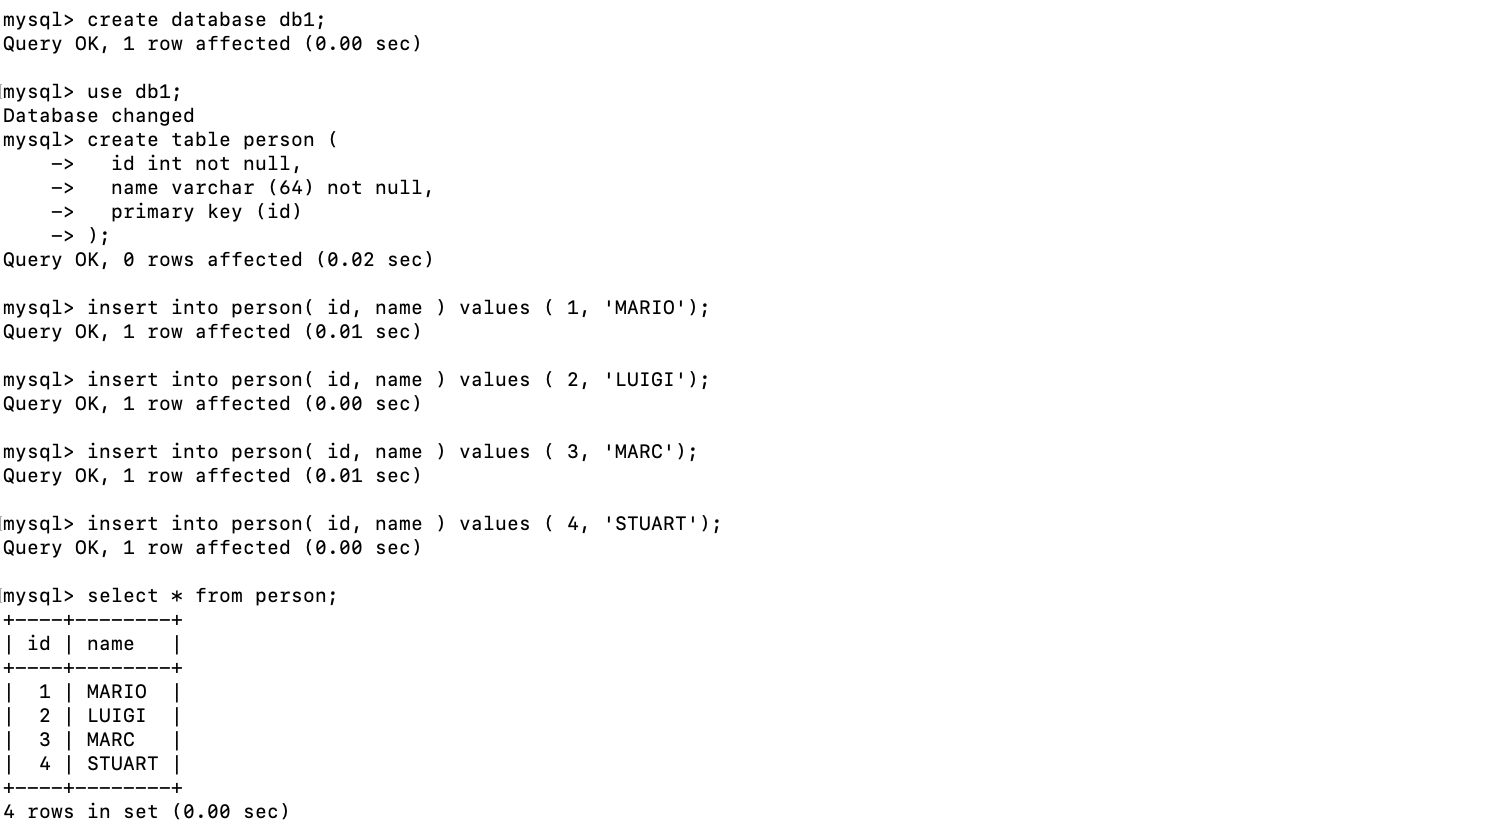 mysql> create database db1;
Query OK, 1 row affected (0.00 sec)

mysql> use db1;
Database changed
mysql> create table person (
    ->   id int not null,
    ->   name varchar (64) not null,
    ->   primary key (id)
    -> );
Query OK, 0 rows affected (0.02 sec)

mysql> insert into person( id, name ) values ( 1, 'MARIO');
Query OK, 1 row affected (0.01 sec)

mysql> insert into person( id, name ) values ( 2, 'LUIGI');
Query OK, 1 row affected (0.00 sec)

mysql> insert into person( id, name ) values ( 3, 'MARC');
Query OK, 1 row affected (0.01 sec)

mysql> insert into person( id, name ) values ( 4, 'STUART');
Query OK, 1 row affected (0.00 sec)

mysql> select * from person;
+----+--------+
| id | name   |
+----+--------+
|  1 | MARIO  |
|  2 | LUIGI  |
|  3 | MARC   |
|  4 | STUART |
+----+--------+
4 rows in set (0.00 sec)